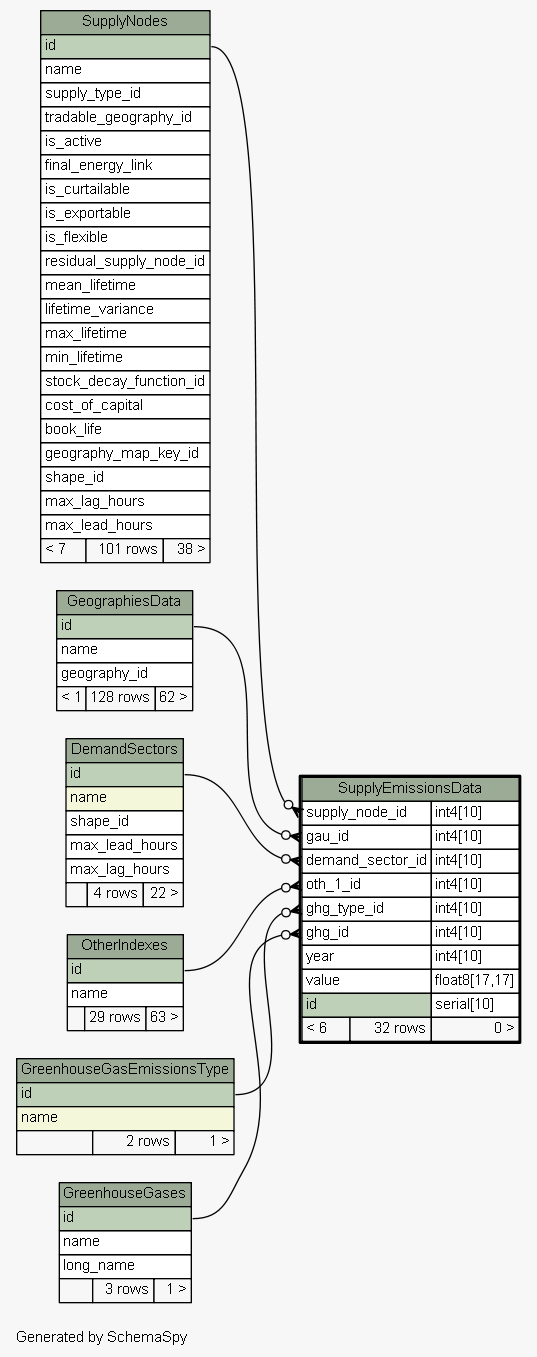 SupplyNodes
id
name
supply_type_id
tradable_geography_id
is_active
final_energy_link
is_curtailable
is_exportable
is_flexible
residual_supply_node_id
mean_lifetime
lifetime_variance
max_lifetime
min_lifetime
stock_decay_function_id
cost_of_capital
book_life
geography_map_key_id
shape_id
max_lag_hours
max_lead_hours
< 7 101 rows 38 >
GeographiesData
id
name
geography_id
< 1 128 rows 62 >
DemandSectors
id
name
shape_id
max_lead_hours
max_lag_hours
4 rows 22 >
OtherIndexes
id
name
29 rows 63 >
GreenhouseGasEmissionsType
id
name
2 rows 1 >
GreenhouseGases
id
name
long_name
3 rows 1 >
SupplyEmissionsData
supply_node_id int4[10]
gau_id int4[10]
demand_sector_id int4[10]
oth_1_id int4[10]
ghg_type_id int4[10]
ghg_id int4[10]
year int4[10]
value float8[17,17]
id serial[10]
< 6 32 rows 0 >
Generated by SchemaSpy